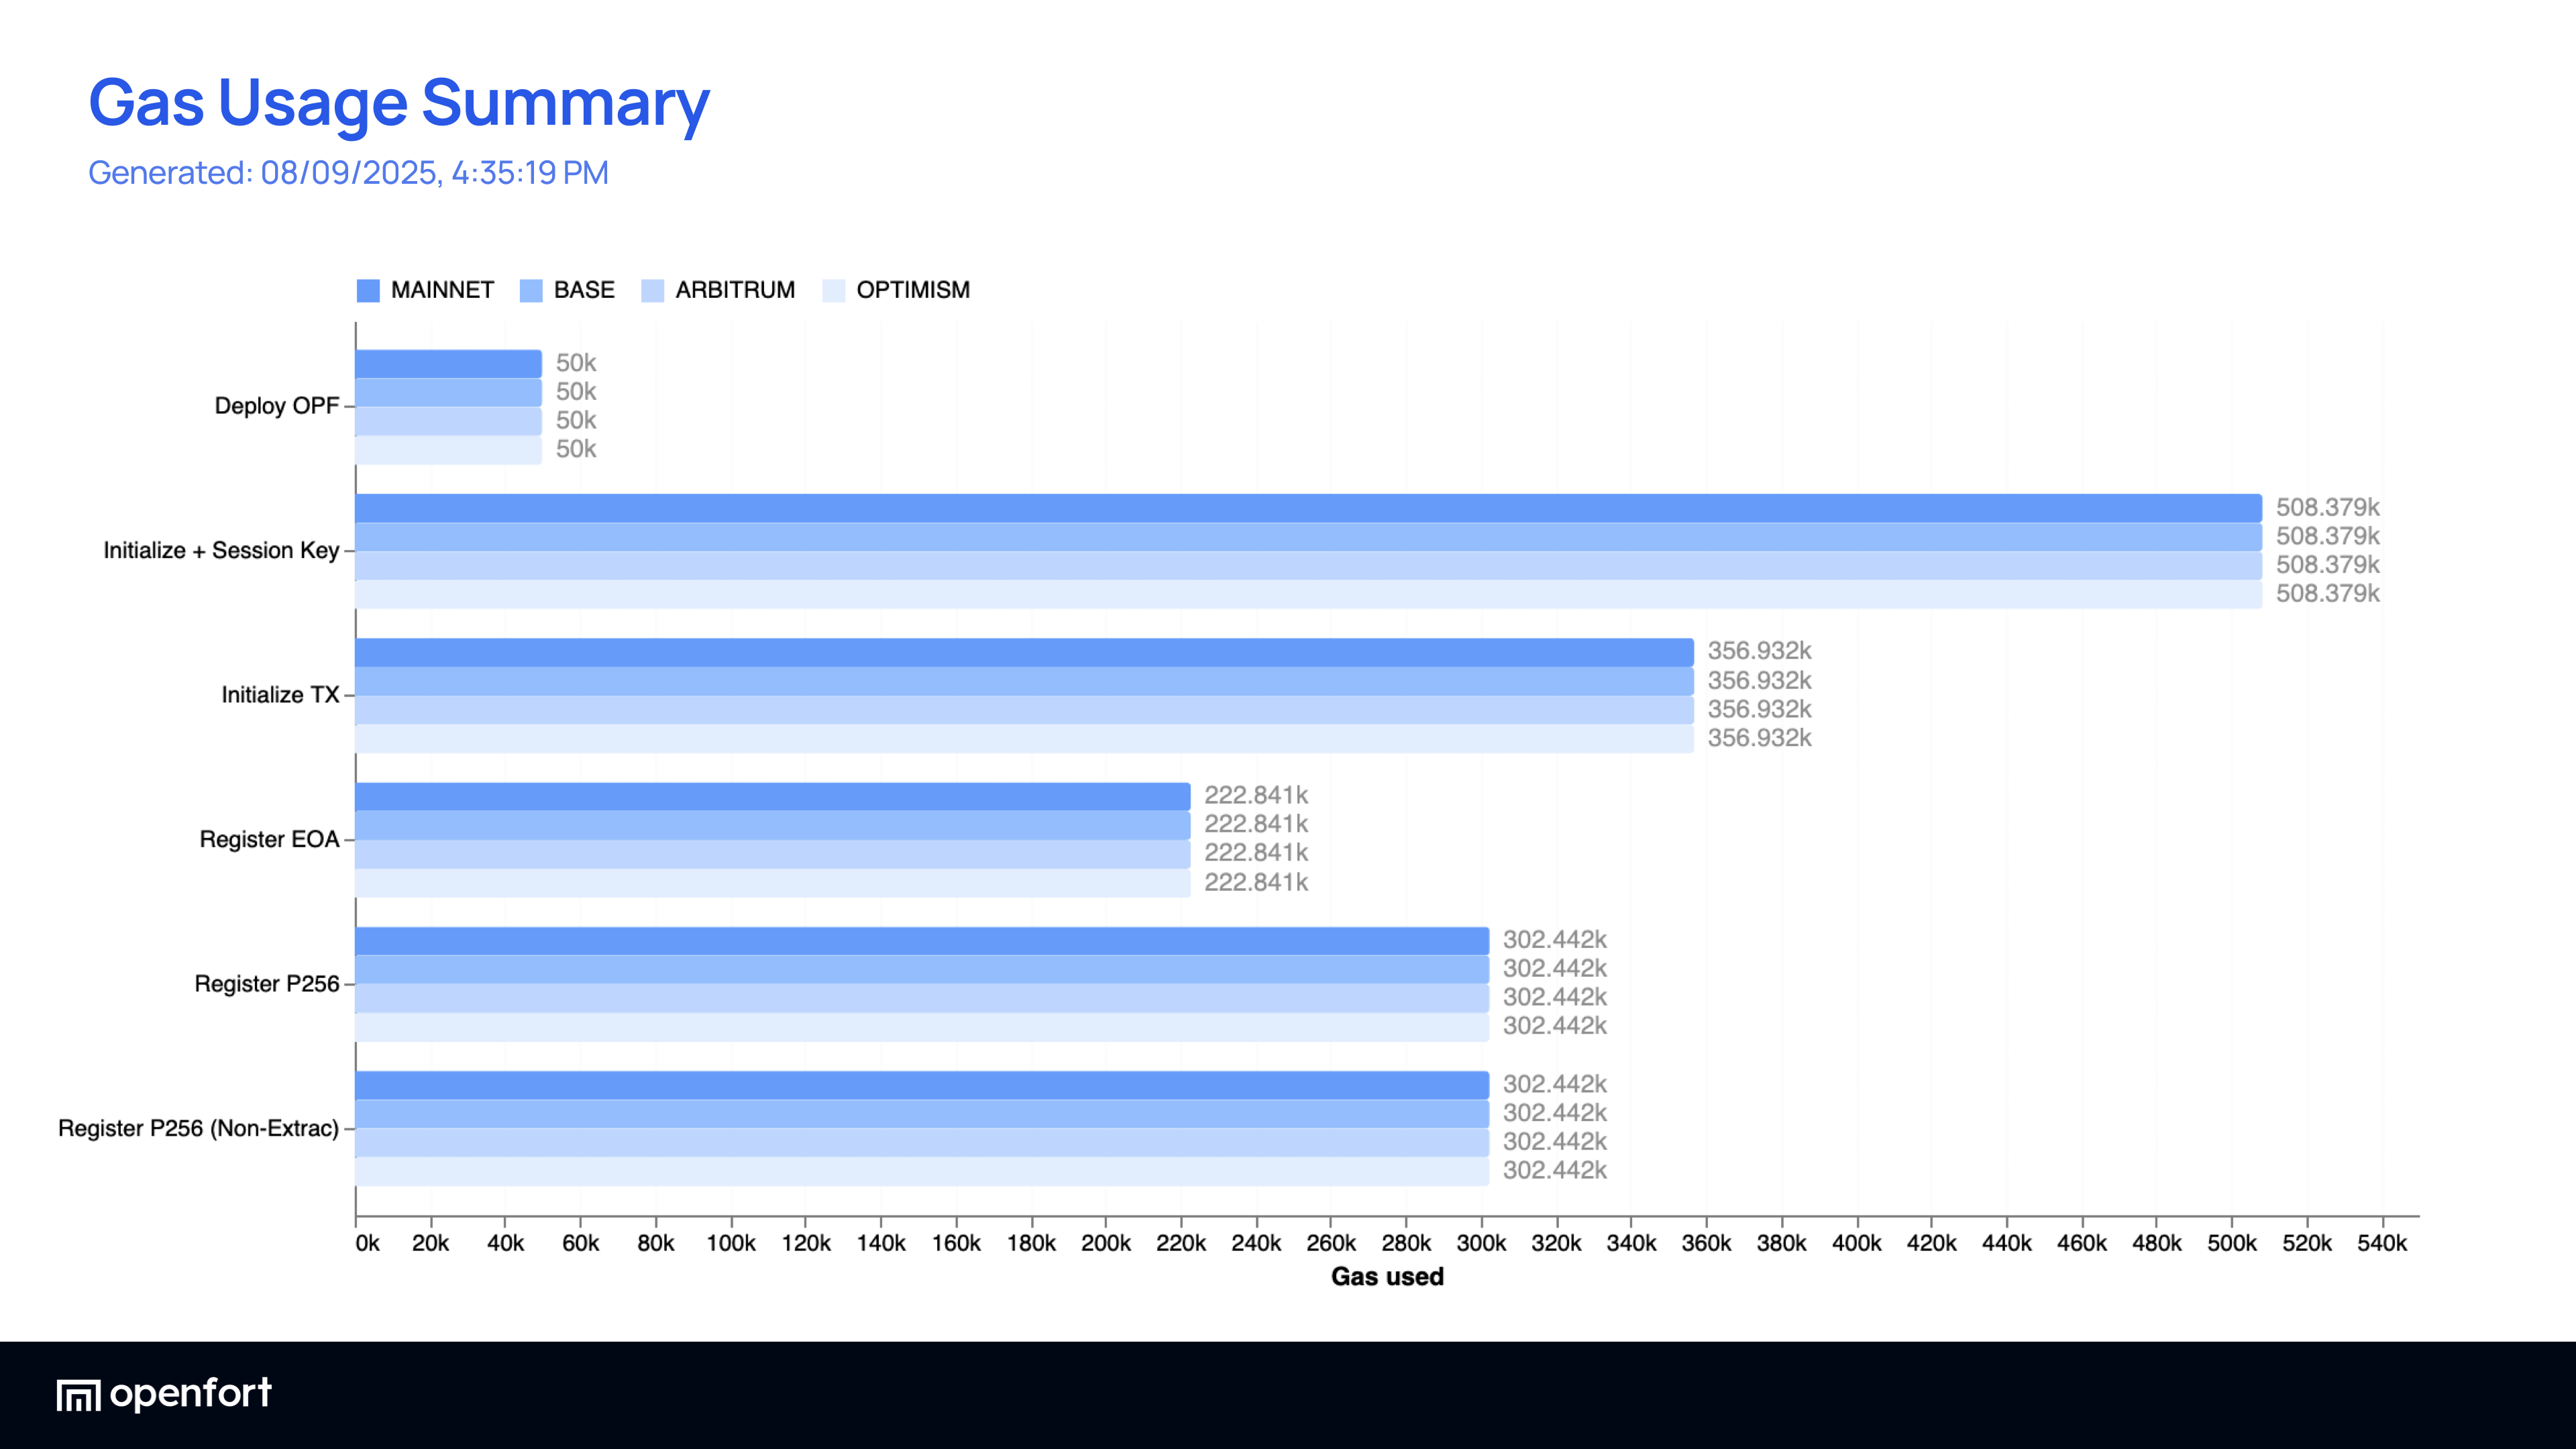 Gas Usage Summary
Generated: 08/09/2025, 4:35:19 PM
MAINNET BASE ARBITRUM OPTIMISM
Deploy OPF
50k
50k
50k
50k
Initialize + Session Key
508.379k
508.379k
508.379k
508.379k
Initialize TX
356.932k
356.932k
356.932k
356.932k
Register EOA
222.841k
222.841k
222.841k
222.841k
Register P256
302.442k
302.442k
302.442k
302.442k
Register P256 (Non-Extrac)
302.442k
302.442k
302.442k
302.442k
0k 20k 40k 60k 80k 100k 120k 140k 160k 180k 200k 220k 240k 260k 280k 300k 320k 340k 360k 380k 400k 420k 440k 460k 480k 500k 520k 540k
Gas used
openfort